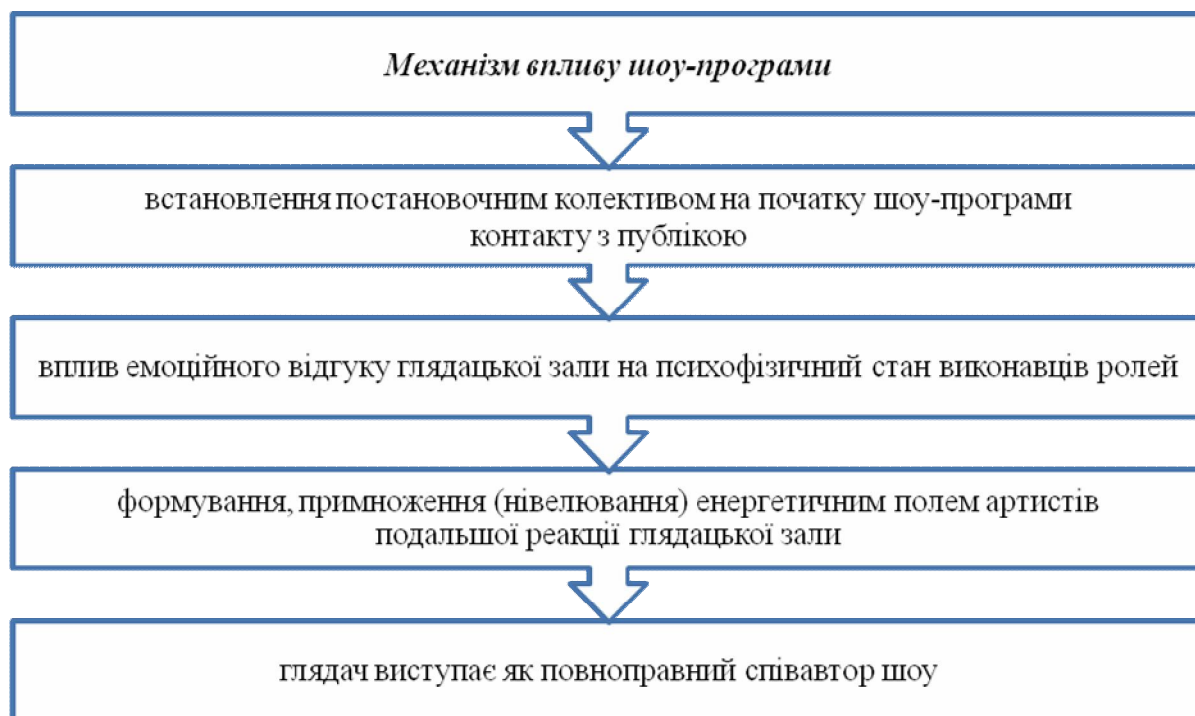 Механізм впливу шоу-програми
встановлення постановочним колективом на початку шоу-програми
контакту з публікою
вплив емоційного відгуку глядацької зали на психофізичний стан виконавців ролей
формування, примноження (нівелювання) енергетичним полем артистів
подальшої реакції глядацької зали
глядач виступає як повноправний співавтор шоу